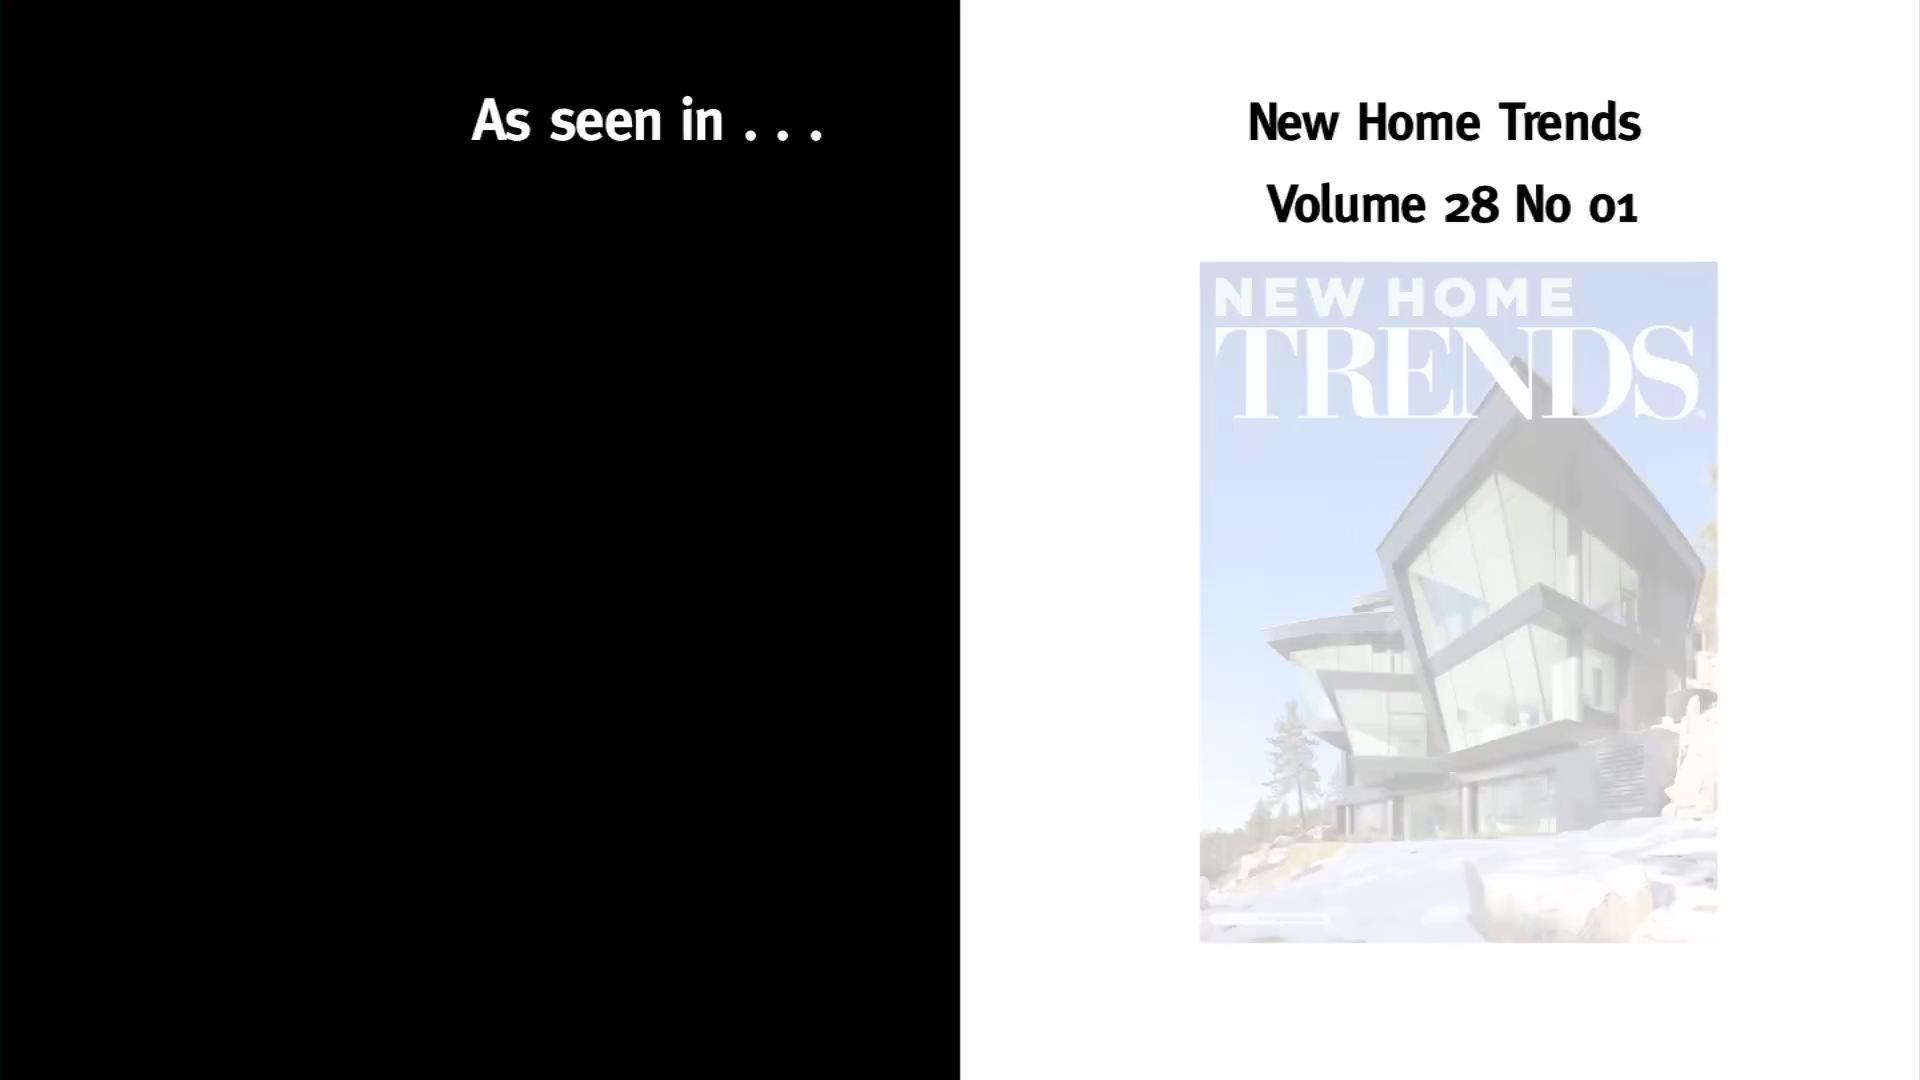 As seen in . . .
New Home Trends
Volume 28 No 01
NEW HOME
TRENDS